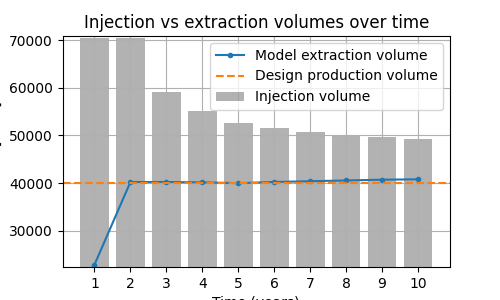 Injection vs extraction volumes over time
70000
60000
50000
40000
30000
Model extraction volume
Design production volume
Injection volume
1 2 3 4 5 6 7 8 9 10
Time (years)